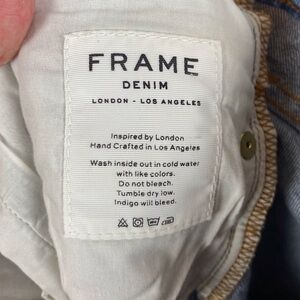 FRAME
DENIM
LONDON - LOS ANGELES
Inspired by London
Hand Crafted in Los Angeles
Wash inside out in cold water
with like colors.
Do not bleach.
Tumble dry low.
Indigo will bleed.